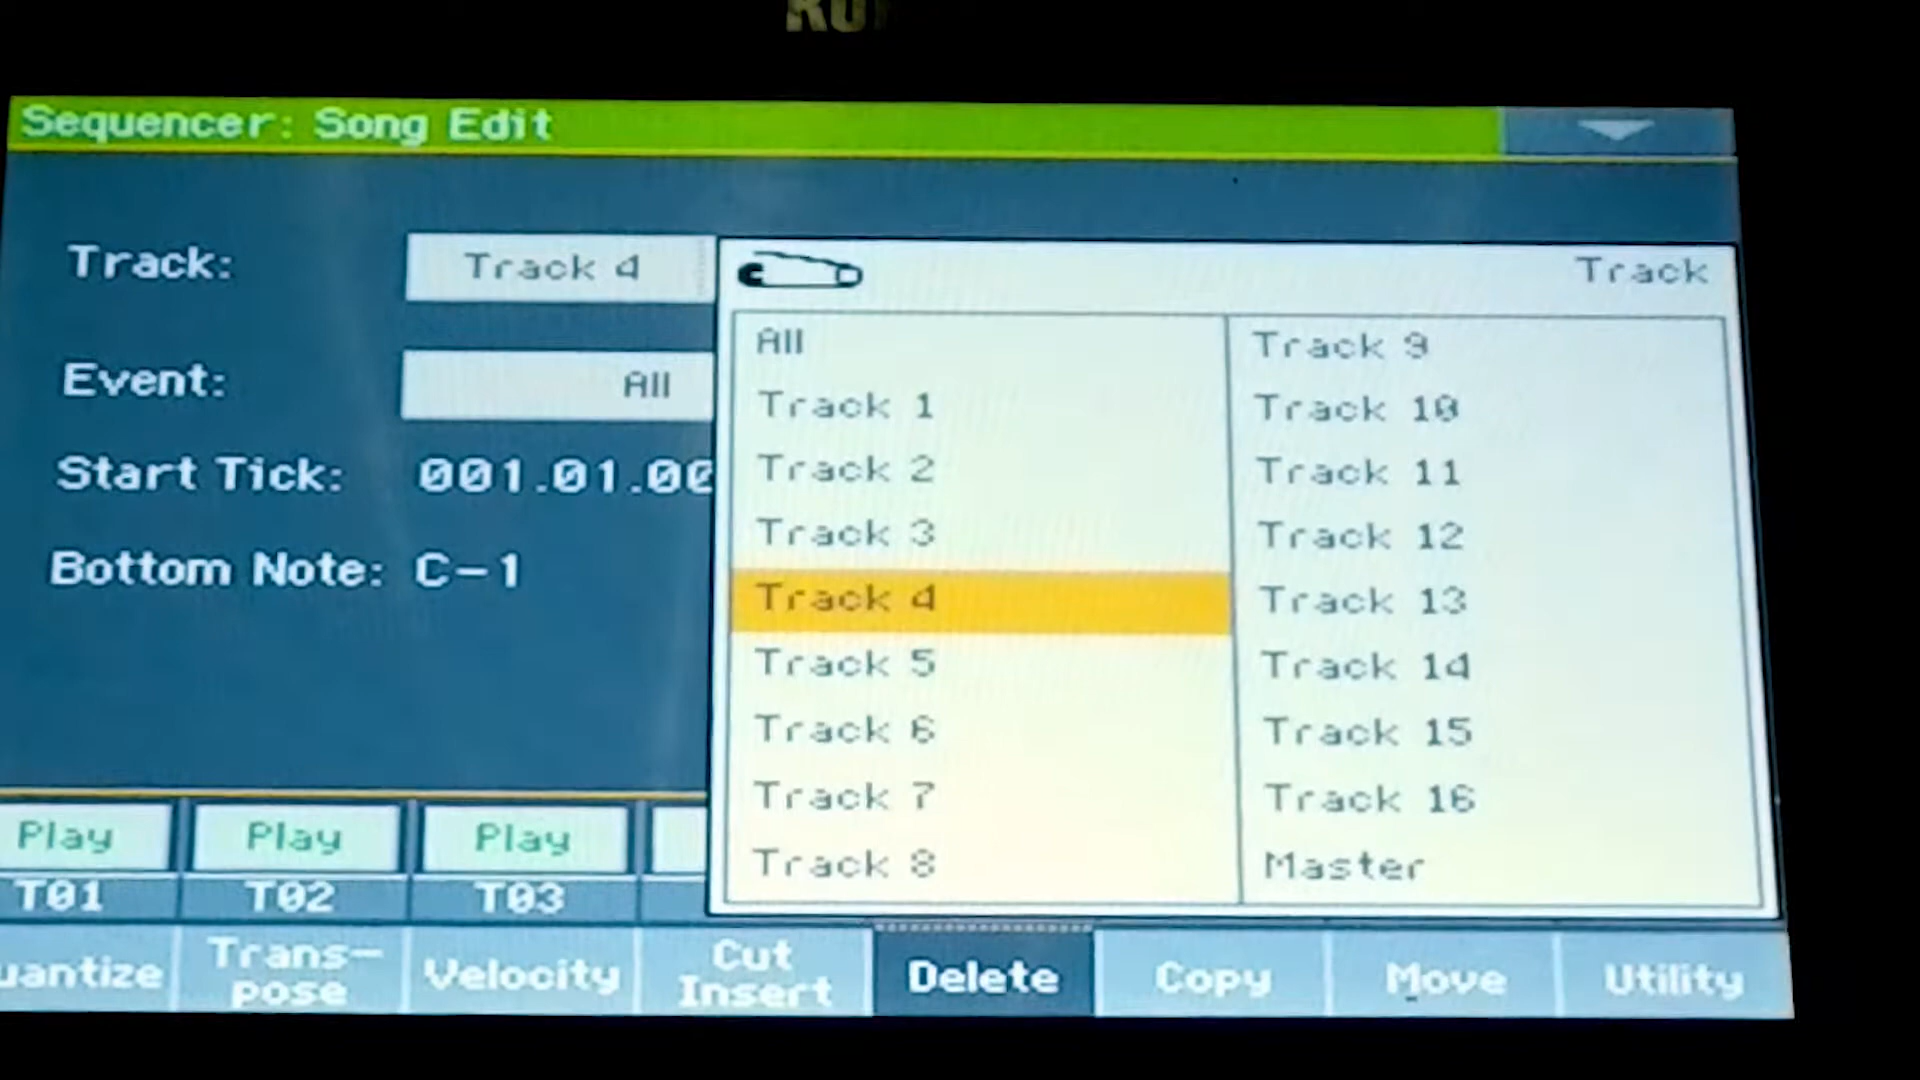 Sequencer: Song Edit
Track: Track 4
Event: All
Start Tick: 001.01.00
Bottom Note: C-1
Track
All
Track 1
Track 2
Track 3
Track 4
Track 5
Track 6
Track 7
Track 8
Track 9
Track 10
Track 11
Track 12
Track 13
Track 14
Track 15
Track 16
Master
Play Play Play
T01 T02 T03
uantize
Trans-
pose
Velocity
Cut
Insert
Delete
Copy
Move
Utility